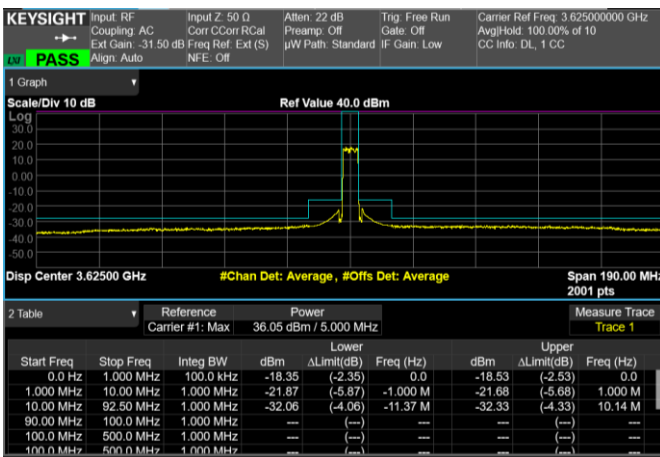 KEYSIGHT Input: RF Input Z: 50 Ω Atten: 22 dB Trig: Free Run Carrier Ref Freq: 3.625000000 GHz
Coupling: AC Corr CCorr RCal Preamp: Off Gate: Off Avg|Hold: 100.00% of 10
Ext Gain: -31.50 dB Freq Ref: Ext (S) µW Path: Standard IF Gain: Low CC Info: DL, 1 CC
LXI PASS Align: Auto NFE: Off
1 Graph
Scale/Div 10 dB Ref Value 40.0 dBm
Log
30.0
20.0
10.0
0.00
-10.0
-20.0
-30.0
-40.0
-50.0
Disp Center 3.62500 GHz #Chan Det: Average, #Offs Det: Average Span 190.00 MHz
2001 pts
2 Table Reference Power Measure Trace
Carrier #1: Max 36.05 dBm / 5.000 MHz Trace 1
Lower Upper
Start Freq Stop Freq Integ BW dBm ΔLimit(dB) Freq (Hz) dBm ΔLimit(dB) Freq (Hz)
0.0 Hz 1.000 MHz 100.0 kHz -18.35 (-2.35) 0.0 -18.53 (-2.53) 0.0
1.000 MHz 10.00 MHz 1.000 MHz -21.87 (-5.87) -1.000 M -21.68 (-5.68) 1.000 M
10.00 MHz 92.50 MHz 1.000 MHz -32.06 (-4.06) -11.37 M -32.33 (-4.33) 10.14 M
90.00 MHz 100.0 MHz 1.000 MHz --- (---) --- --- (---) ---
100.0 MHz 500.0 MHz 1.000 MHz --- (---) --- --- (---) ---
100.0 MHz 500.0 MHz 1.000 MHz --- (---) --- --- (---) ---